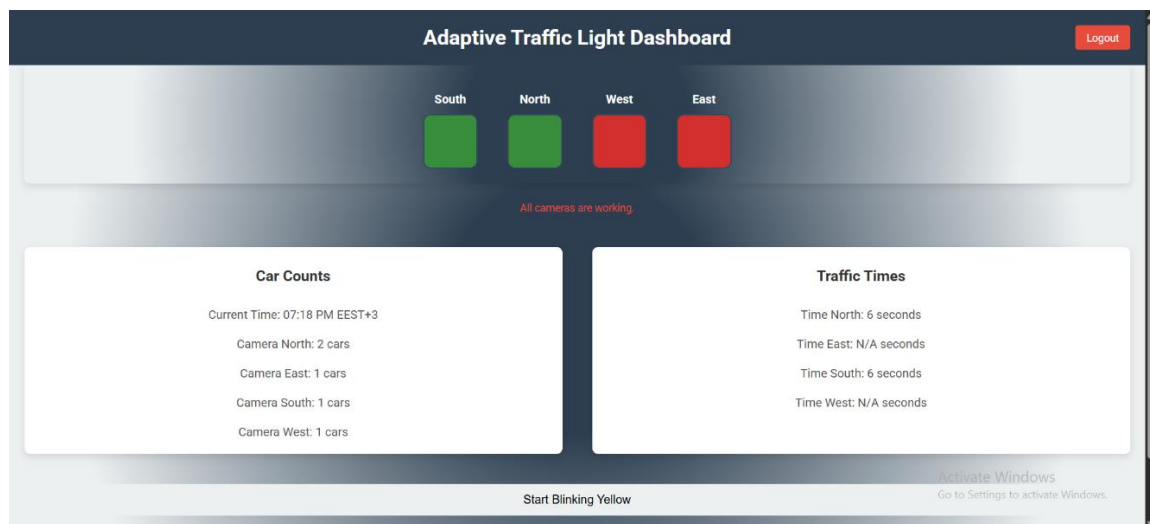 Adaptive Traffic Light Dashboard
Logout
South North West East
All cameras are working.
Car Counts
Current Time: 07:18 PM EEST+3
Camera North: 2 cars
Camera East: 1 cars
Camera South: 1 cars
Camera West: 1 cars
Traffic Times
Time North: 6 seconds
Time East: N/A seconds
Time South: 6 seconds
Time West: N/A seconds
Start Blinking Yellow
Activate Windows
Go to Settings to activate Windows.